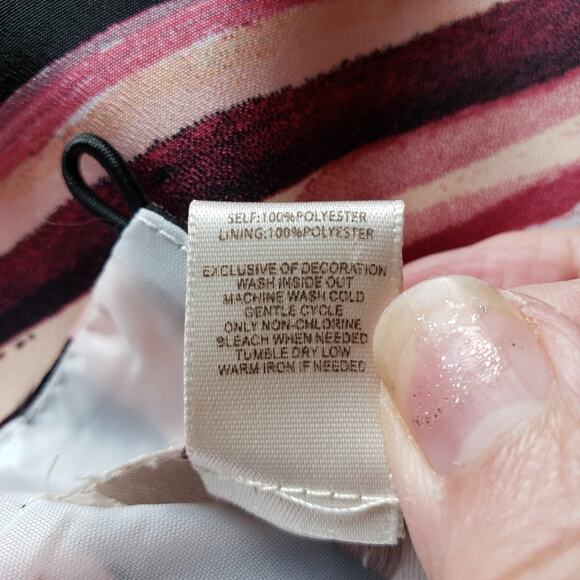 SELF:100%POLYESTER
LINING:100%POLYESTER
EXCLUSIVE OF DECORATION
WASH INSIDE OUT
MACHINE WASH COLD
GENTLE CYCLE
ONLY NON-CHLORINE
BLEACH WHEN NEEDED
TUMBLE DRY LOW
WARM IRON IF NEEDED